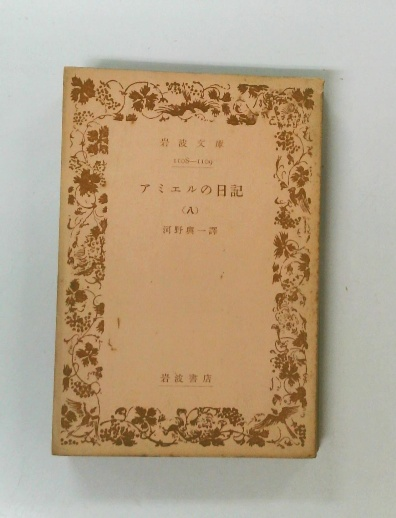 岩波文庫
アミエルの日記
(八)
河野與一譯
岩波書店